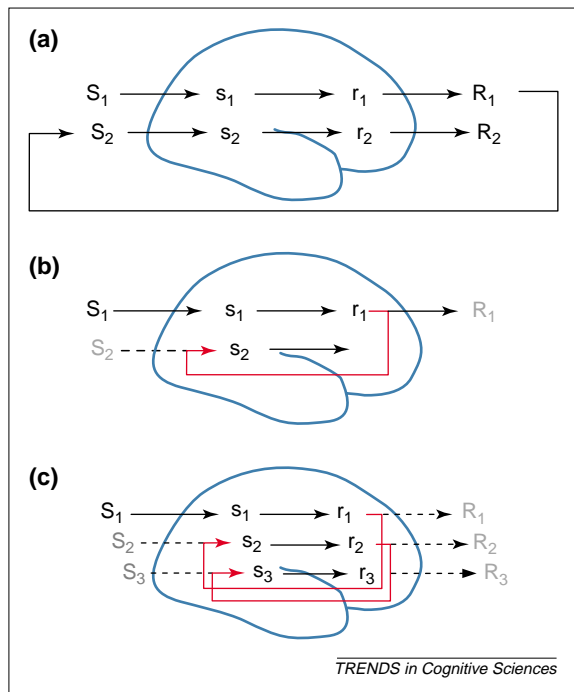 (a)
S₁ s₁ r₁ R₁
S₂ s₂ r₂ R₂
(b)
S₁ s₁ r₁ R₁
S₂ s₂
(c)
S₁ s₁ r₁ R₁
S₂ s₂ r₂ R₂
S₃ s₃ r₃ R₃
TRENDS in Cognitive Sciences